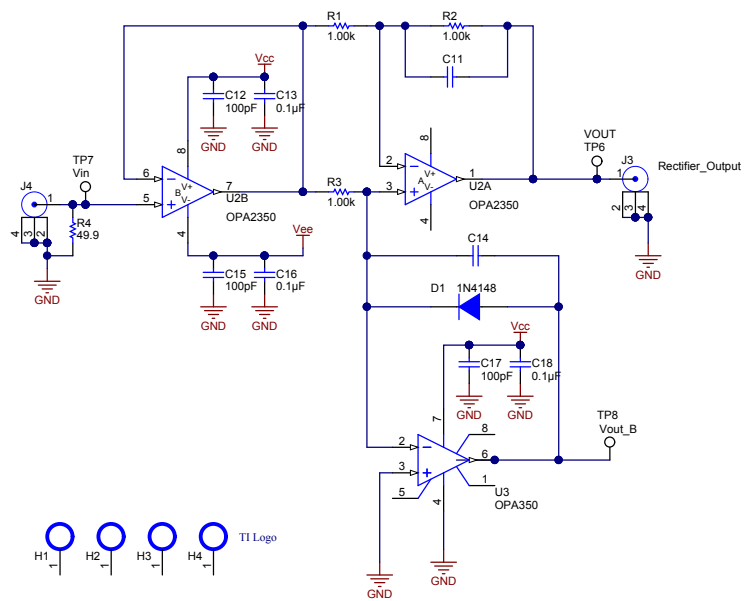 R1
1.00k
R2
1.00k
C11
Vcc
C12
100pF
C13
0.1µF
GND
GND
8
V+
B
V-
6
5
7
4
U2B
OPA2350
TP7
Vin
J4
1
4
3
2
R4
49.9
GND
Vee
C15
100pF
C16
0.1µF
GND
GND
R3
1.00k
2
3
8
V+
A
V-
1
4
U2A
OPA2350
VOUT
TP6
J3
1
2
3
4
Rectifier_Output
GND
C14
D1
1N4148
Vcc
C17
100pF
C18
0.1µF
GND
GND
7
2
3
8
6
1
5
4
U3
OPA350
TP8
Vout_B
GND
GND
H1
1
H2
1
H3
1
H4
1
TI Logo